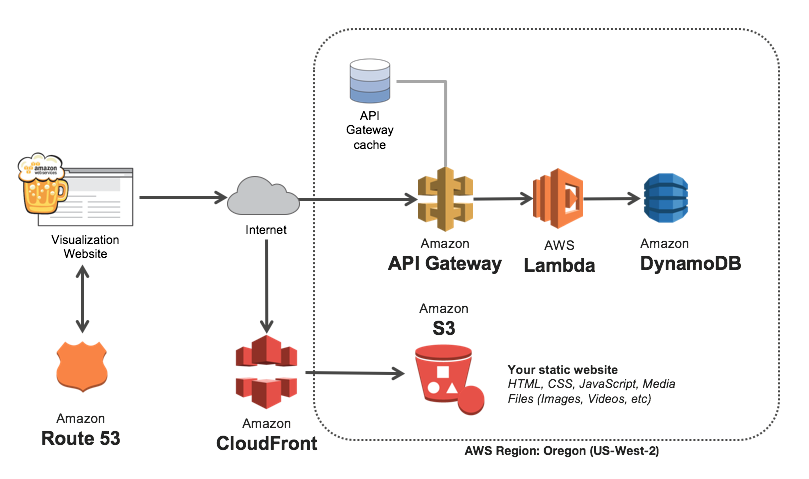 API
Gateway
cache
amazon
web services
Visualization
Website
Internet
Amazon
API Gateway
AWS
Lambda
Amazon
DynamoDB
Amazon
S3
Your static website
HTML, CSS, JavaScript, Media
Files (Images, Videos, etc)
Amazon
Route 53
Amazon
CloudFront
AWS Region: Oregon (US-West-2)